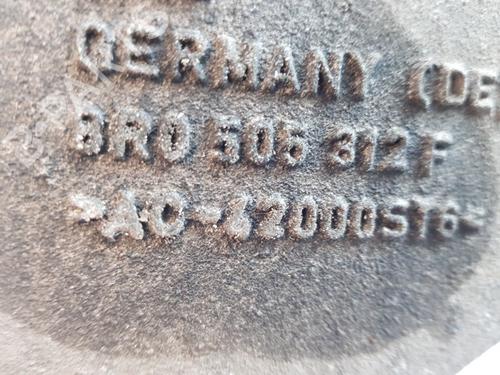 GERMANY (DE
8R0 505 312 F
>AC-42000ST6<